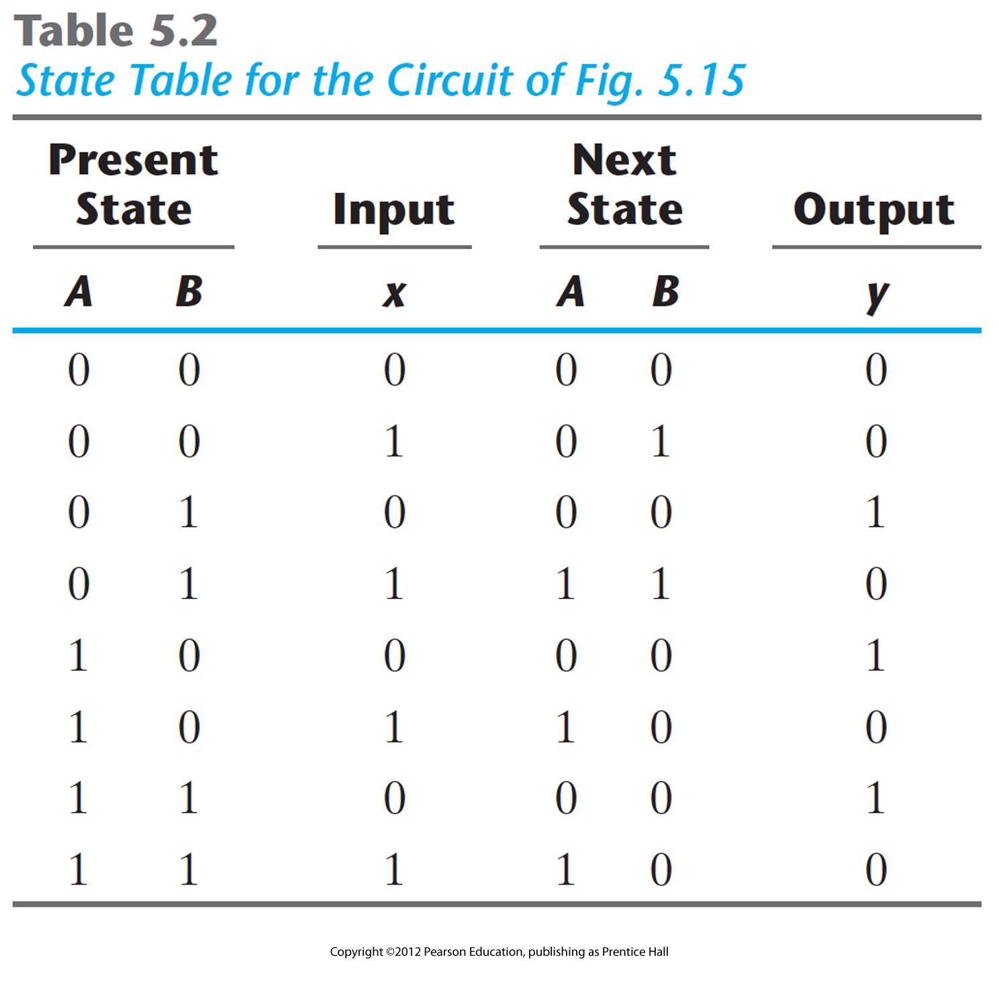 Table 5.2
State Table for the Circuit of Fig. 5.15
Present Next
State Input State Output
A B x A B y
0 0 0 0 0 0
0 0 1 0 1 0
0 1 0 0 0 1
0 1 1 1 1 0
1 0 0 0 0 1
1 0 1 1 0 0
1 1 0 0 0 1
1 1 1 1 0 0
Copyright ©2012 Pearson Education, publishing as Prentice Hall